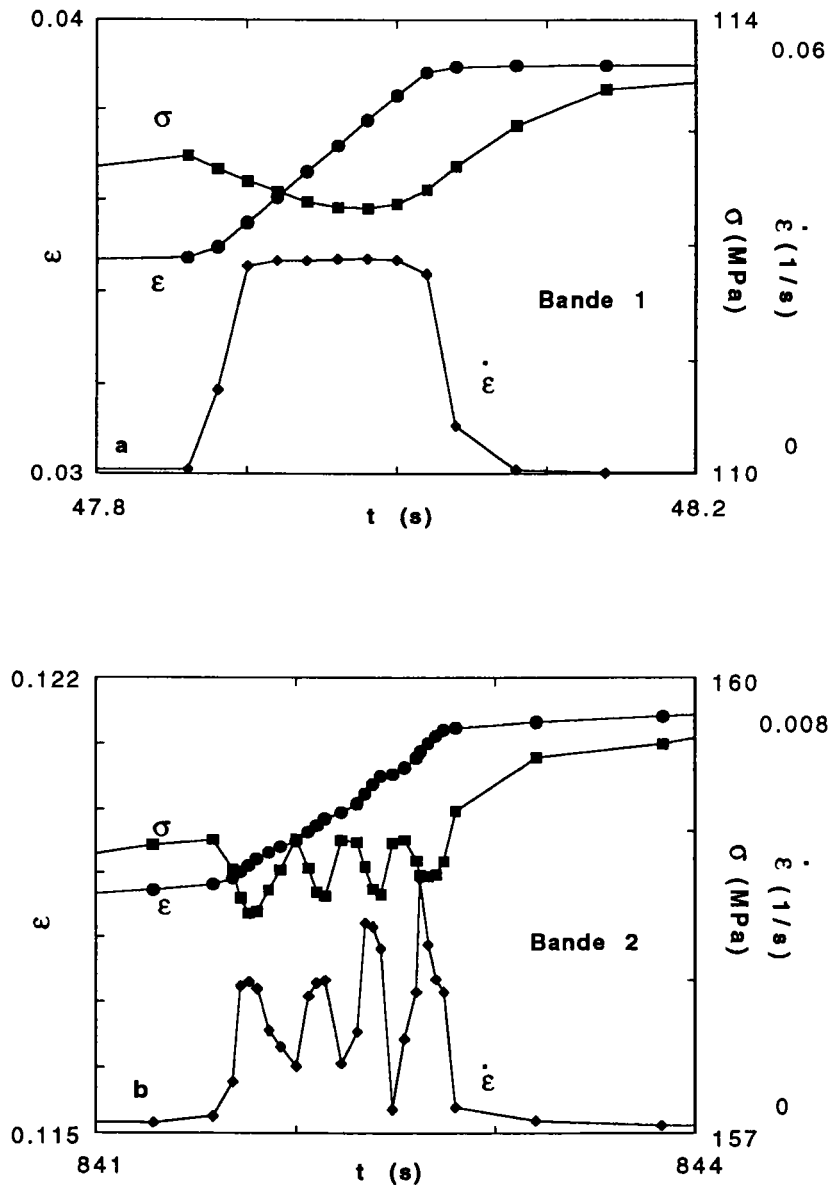 0.04
114
0.06
σ
ε
ε
σ (MPa)
ε̇ (1/s)
Bande 1
ε̇
a
0
0.03
110
47.8
t (s)
48.2
0.122
160
0.008
σ
ε
ε
σ (MPa)
ε̇ (1/s)
Bande 2
b
ε̇
0
0.115
157
841
t (s)
844